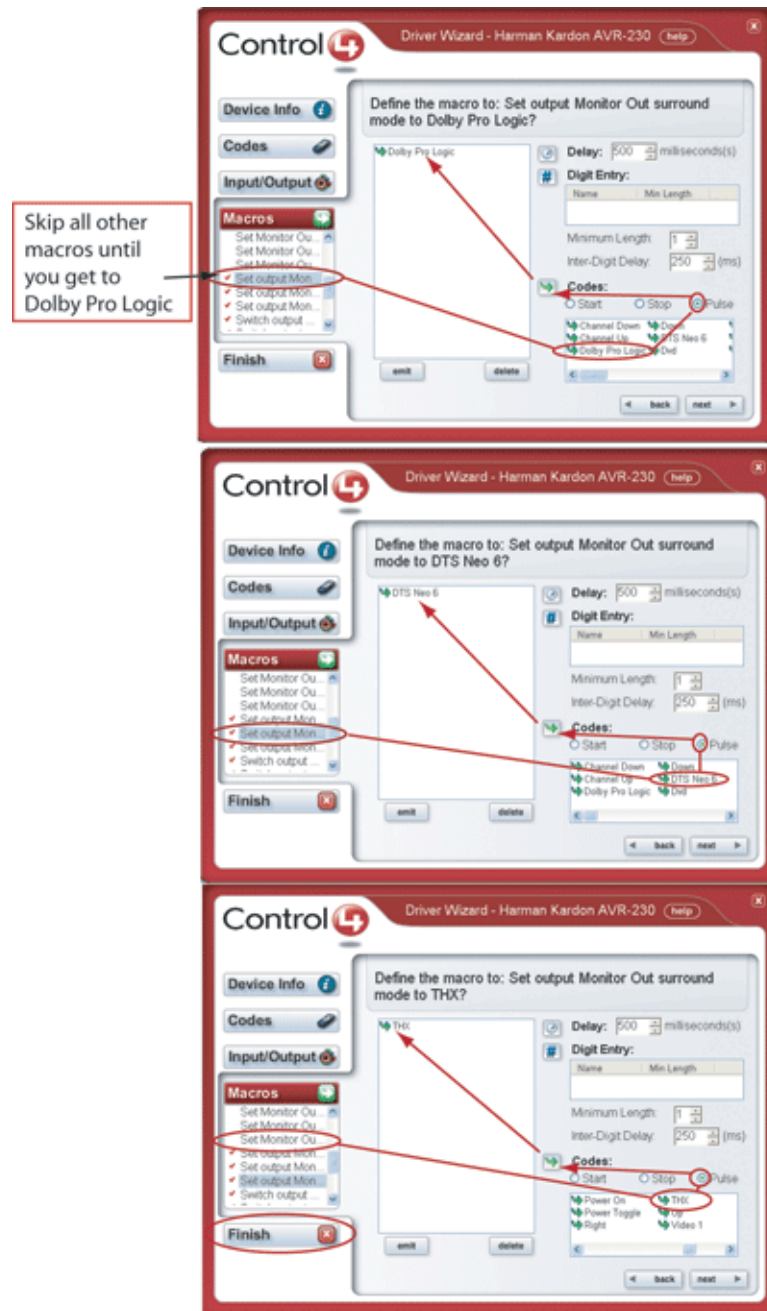 Control4
Driver Wizard - Harman Kardon AVR-230 help
Device Info
Codes
Input/Output
Macros
Set Monitor Ou...
Set Monitor Ou...
Set Monitor Ou...
Set output Mon...
Set output Mon...
Set output Mon...
Switch output ...
Finish
Skip all other
macros until
you get to
Dolby Pro Logic
Define the macro to: Set output Monitor Out surround
mode to Dolby Pro Logic?
Dolby Pro Logic
emit
delete
Delay: 500 milliseconds(s)
# Digit Entry:
Name Min Length
Minimum Length: 1
Inter-Digit Delay: 250 (ms)
Codes:
Start Stop Pulse
Channel Down Down
Channel Up DTS Neo 6
Dolby Pro Logic Dvd
back next
Control4
Driver Wizard - Harman Kardon AVR-230 help
Device Info
Codes
Input/Output
Macros
Set Monitor Ou...
Set Monitor Ou...
Set Monitor Ou...
Set output Mon...
Set output Mon...
Set output Mon...
Switch output ...
Finish
Define the macro to: Set output Monitor Out surround
mode to DTS Neo 6?
DTS Neo 6
emit
delete
Delay: 500 milliseconds(s)
# Digit Entry:
Name Min Length
Minimum Length: 1
Inter-Digit Delay: 250 (ms)
Codes:
Start Stop Pulse
Channel Down Down
Channel Up DTS Neo 6
Dolby Pro Logic Dvd
back next
Control4
Driver Wizard - Harman Kardon AVR-230 help
Device Info
Codes
Input/Output
Macros
Set Monitor Ou...
Set Monitor Ou...
Set Monitor Ou...
Set output Mon...
Set output Mon...
Set output Mon...
Switch output ...
Finish
Define the macro to: Set output Monitor Out surround
mode to THX?
THX
emit
delete
Delay: 500 milliseconds(s)
# Digit Entry:
Name Min Length
Minimum Length: 1
Inter-Digit Delay: 250 (ms)
Codes:
Start Stop Pulse
Power On THX
Power Toggle Up
Right Video 1
back next